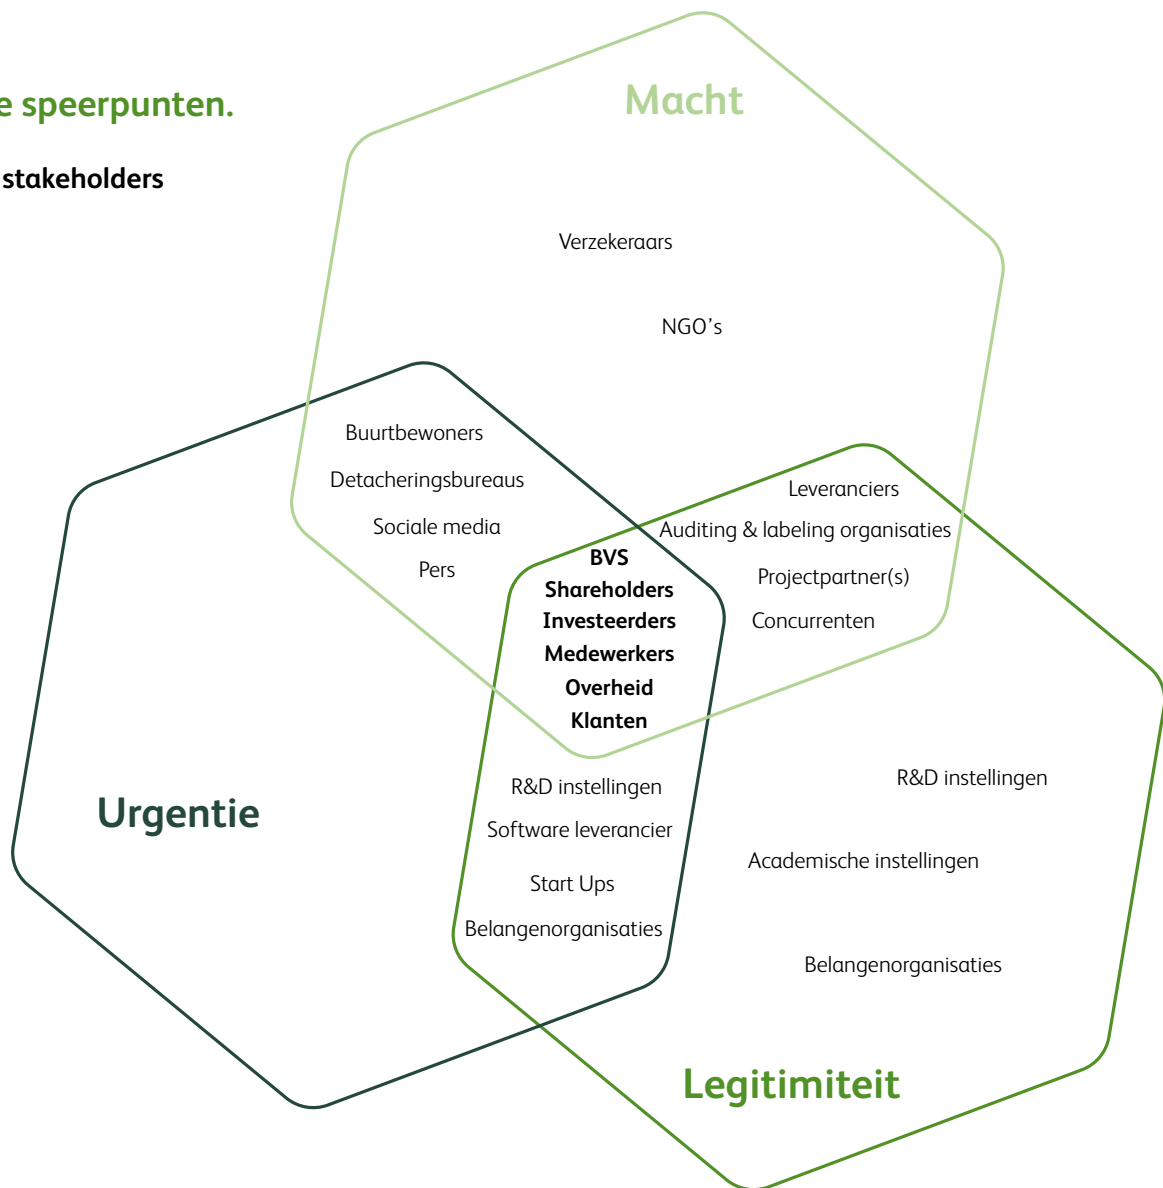 e speerpunten.
stakeholders
Macht
Verzekeraars
NGO's
Buurtbewoners
Detacheringsbureaus
Sociale media
Pers
Leveranciers
Auditing & labeling organisaties
Projectpartner(s)
Concurrenten
BVS
Shareholders
Investeerders
Medewerkers
Overheid
Klanten
Urgentie
R&D instellingen
Software leverancier
Start Ups
Belangenorganisaties
R&D instellingen
Academische instellingen
Belangenorganisaties
Legitimiteit